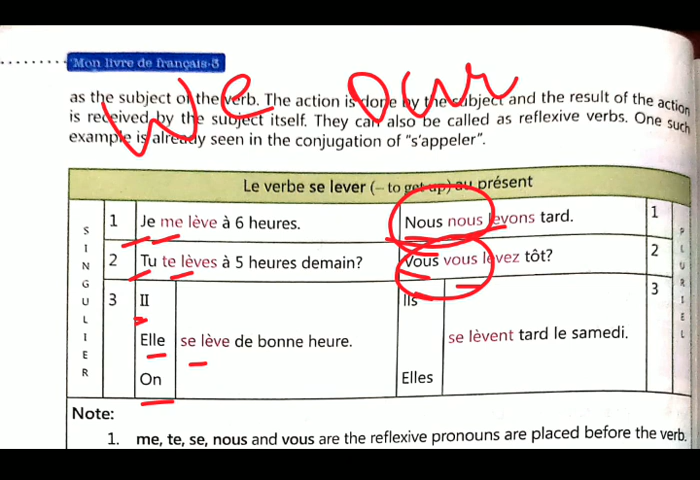 Mon livre de français-5
We our
as the subject of the verb. The action is done by the subject and the result of the action
is received by the subject itself. They can also be called as reflexive verbs. One such
example is already seen in the conjugation of "s'appeler".
Le verbe se lever (– to get up) au présent
SINGULIER
1 Je me lève à 6 heures. Nous nous levons tard. 1
2 Tu te lèves à 5 heures demain? Vous vous levez tôt? 2
3 Il Ils 3
Elle se lève de bonne heure. se lèvent tard le samedi.
On Elles
PLURIEL
Note:
1. me, te, se, nous and vous are the reflexive pronouns are placed before the verb.